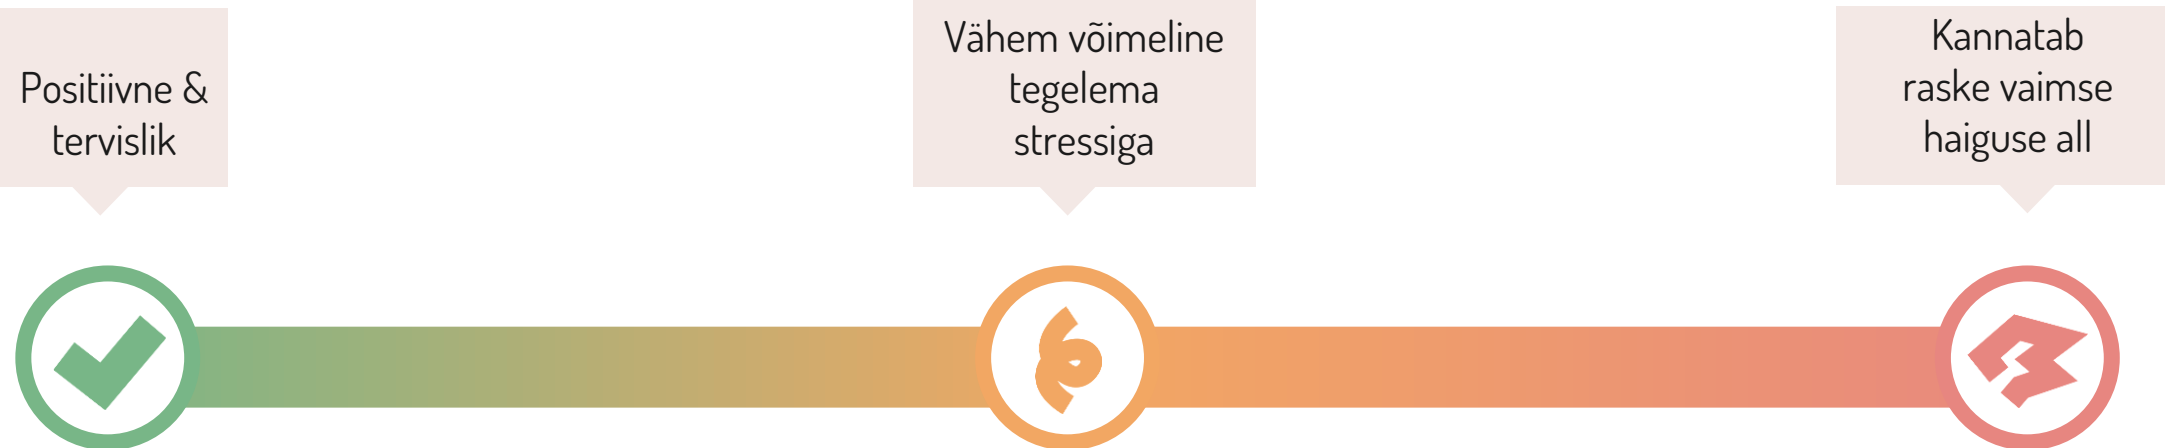 Positiivne &
tervislik
Vähem võimeline
tegelema
stressiga
Kannatab
raske vaimse
haiguse all